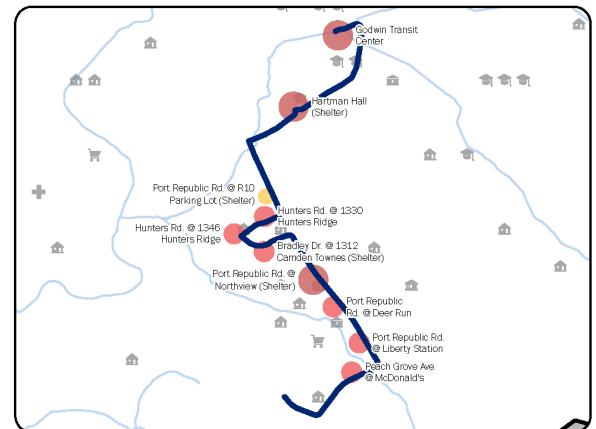 Godwin Transit
Center
Hartman Hall
(Shelter)
Port Republic Rd. @ R10
Parking Lot (Shelter)
Hunters Rd. @ 1330
Hunters Ridge
Hunters Rd. @ 1346
Hunters Ridge
Bradley Dr. @ 1312
Camden Townes (Shelter)
Port Republic Rd. @
Northview (Shelter)
Port Republic
Rd. @ Deer Run
Port Republic Rd.
@ Liberty Station
Peach Grove Ave.
@ McDonald's